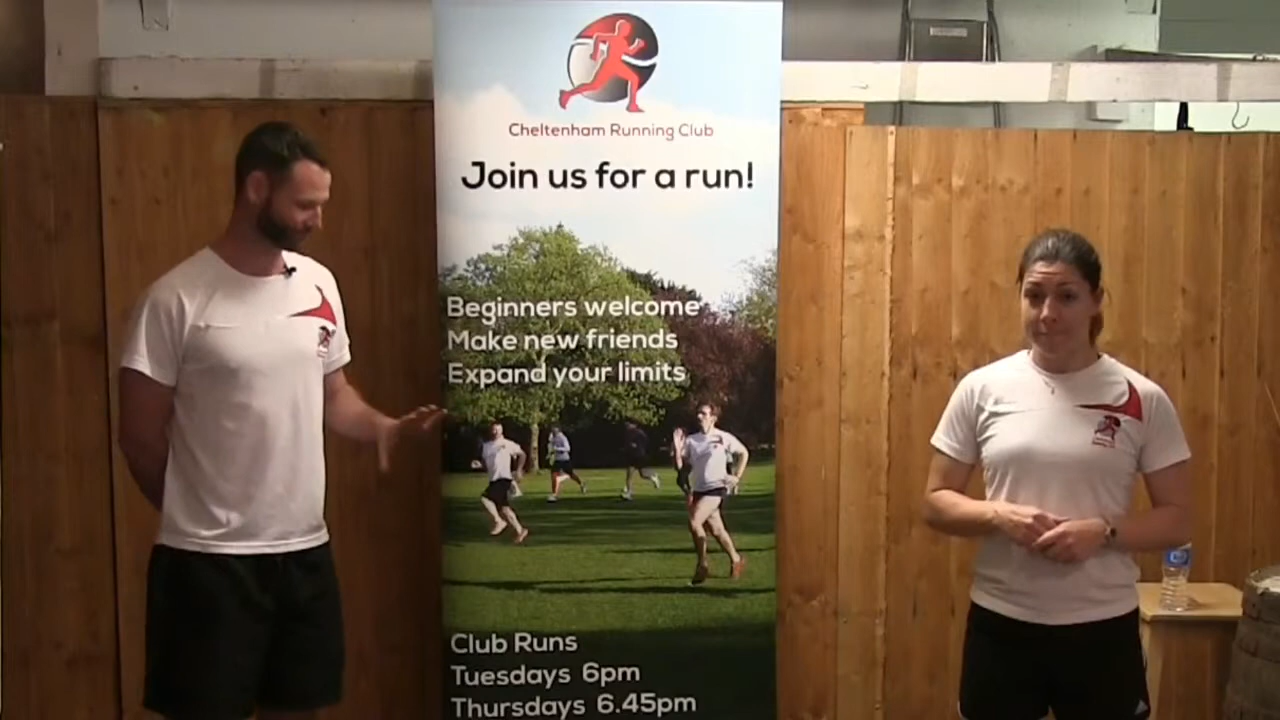 Cheltenham Running Club
Join us for a run!
Beginners welcome
Make new friends
Expand your limits
Club Runs
Tuesdays 6pm
Thursdays 6.45pm